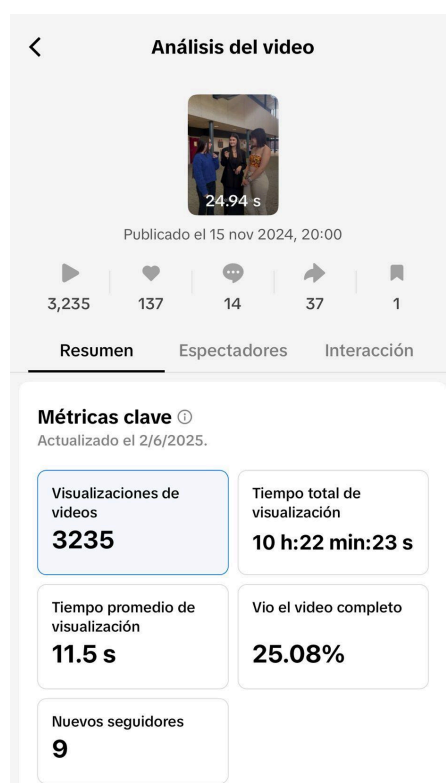 Análisis del video
24.94 s
Publicado el 15 nov 2024, 20:00
3,235 137 14 37 1
Resumen Espectadores Interacción
Métricas clave
Actualizado el 2/6/2025.
Visualizaciones de
videos
3235
Tiempo total de
visualización
10 h:22 min:23 s
Tiempo promedio de
visualización
11.5 s
Vio el video completo
25.08%
Nuevos seguidores
9